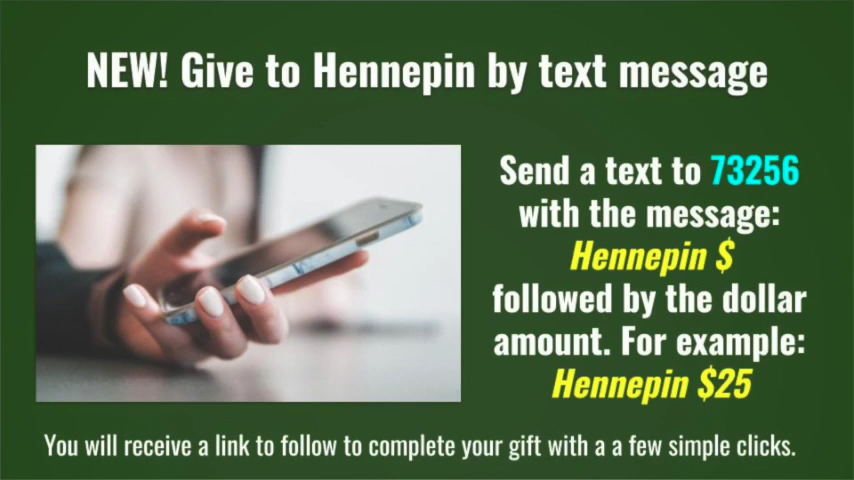 NEW! Give to Hennepin by text message
Send a text to 73256
with the message:
Hennepin $
followed by the dollar
amount. For example:
Hennepin $25
You will receive a link to follow to complete your gift with a a few simple clicks.